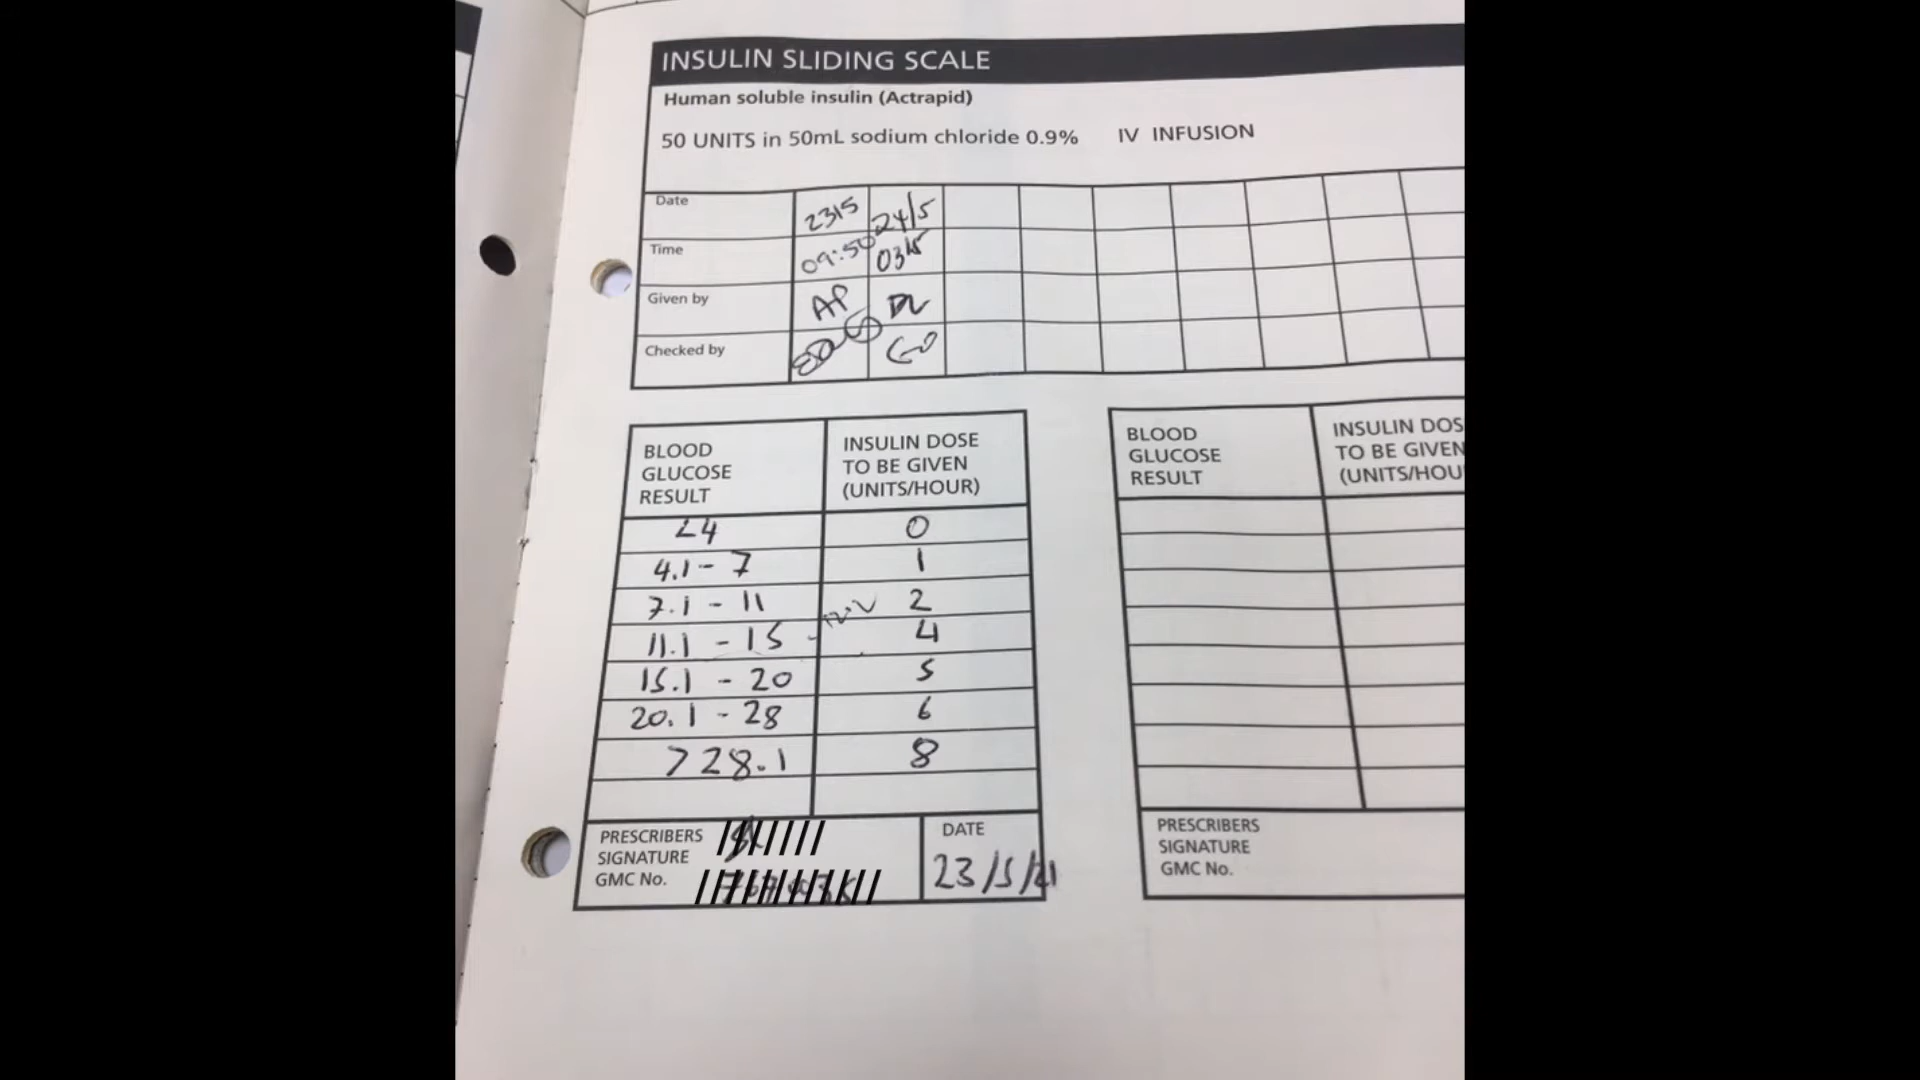 INSULIN SLIDING SCALE
Human soluble insulin (Actrapid)
50 UNITS in 50mL sodium chloride 0.9% IV INFUSION
Date 23/5 24/5
Time 09:50 0315
Given by AP DL
Checked by
BLOOD GLUCOSE RESULT INSULIN DOSE TO BE GIVEN (UNITS/HOUR)
<4 0
4.1 - 7 1
7.1 - 11 2
11.1 - 15 4
15.1 - 20 5
20.1 - 28 6
>28.1 8
PRESCRIBERS
SIGNATURE
GMC No.
DATE
23/5/21
BLOOD
GLUCOSE
RESULT
INSULIN DOS
TO BE GIVEN
(UNITS/HOU
PRESCRIBERS
SIGNATURE
GMC No.